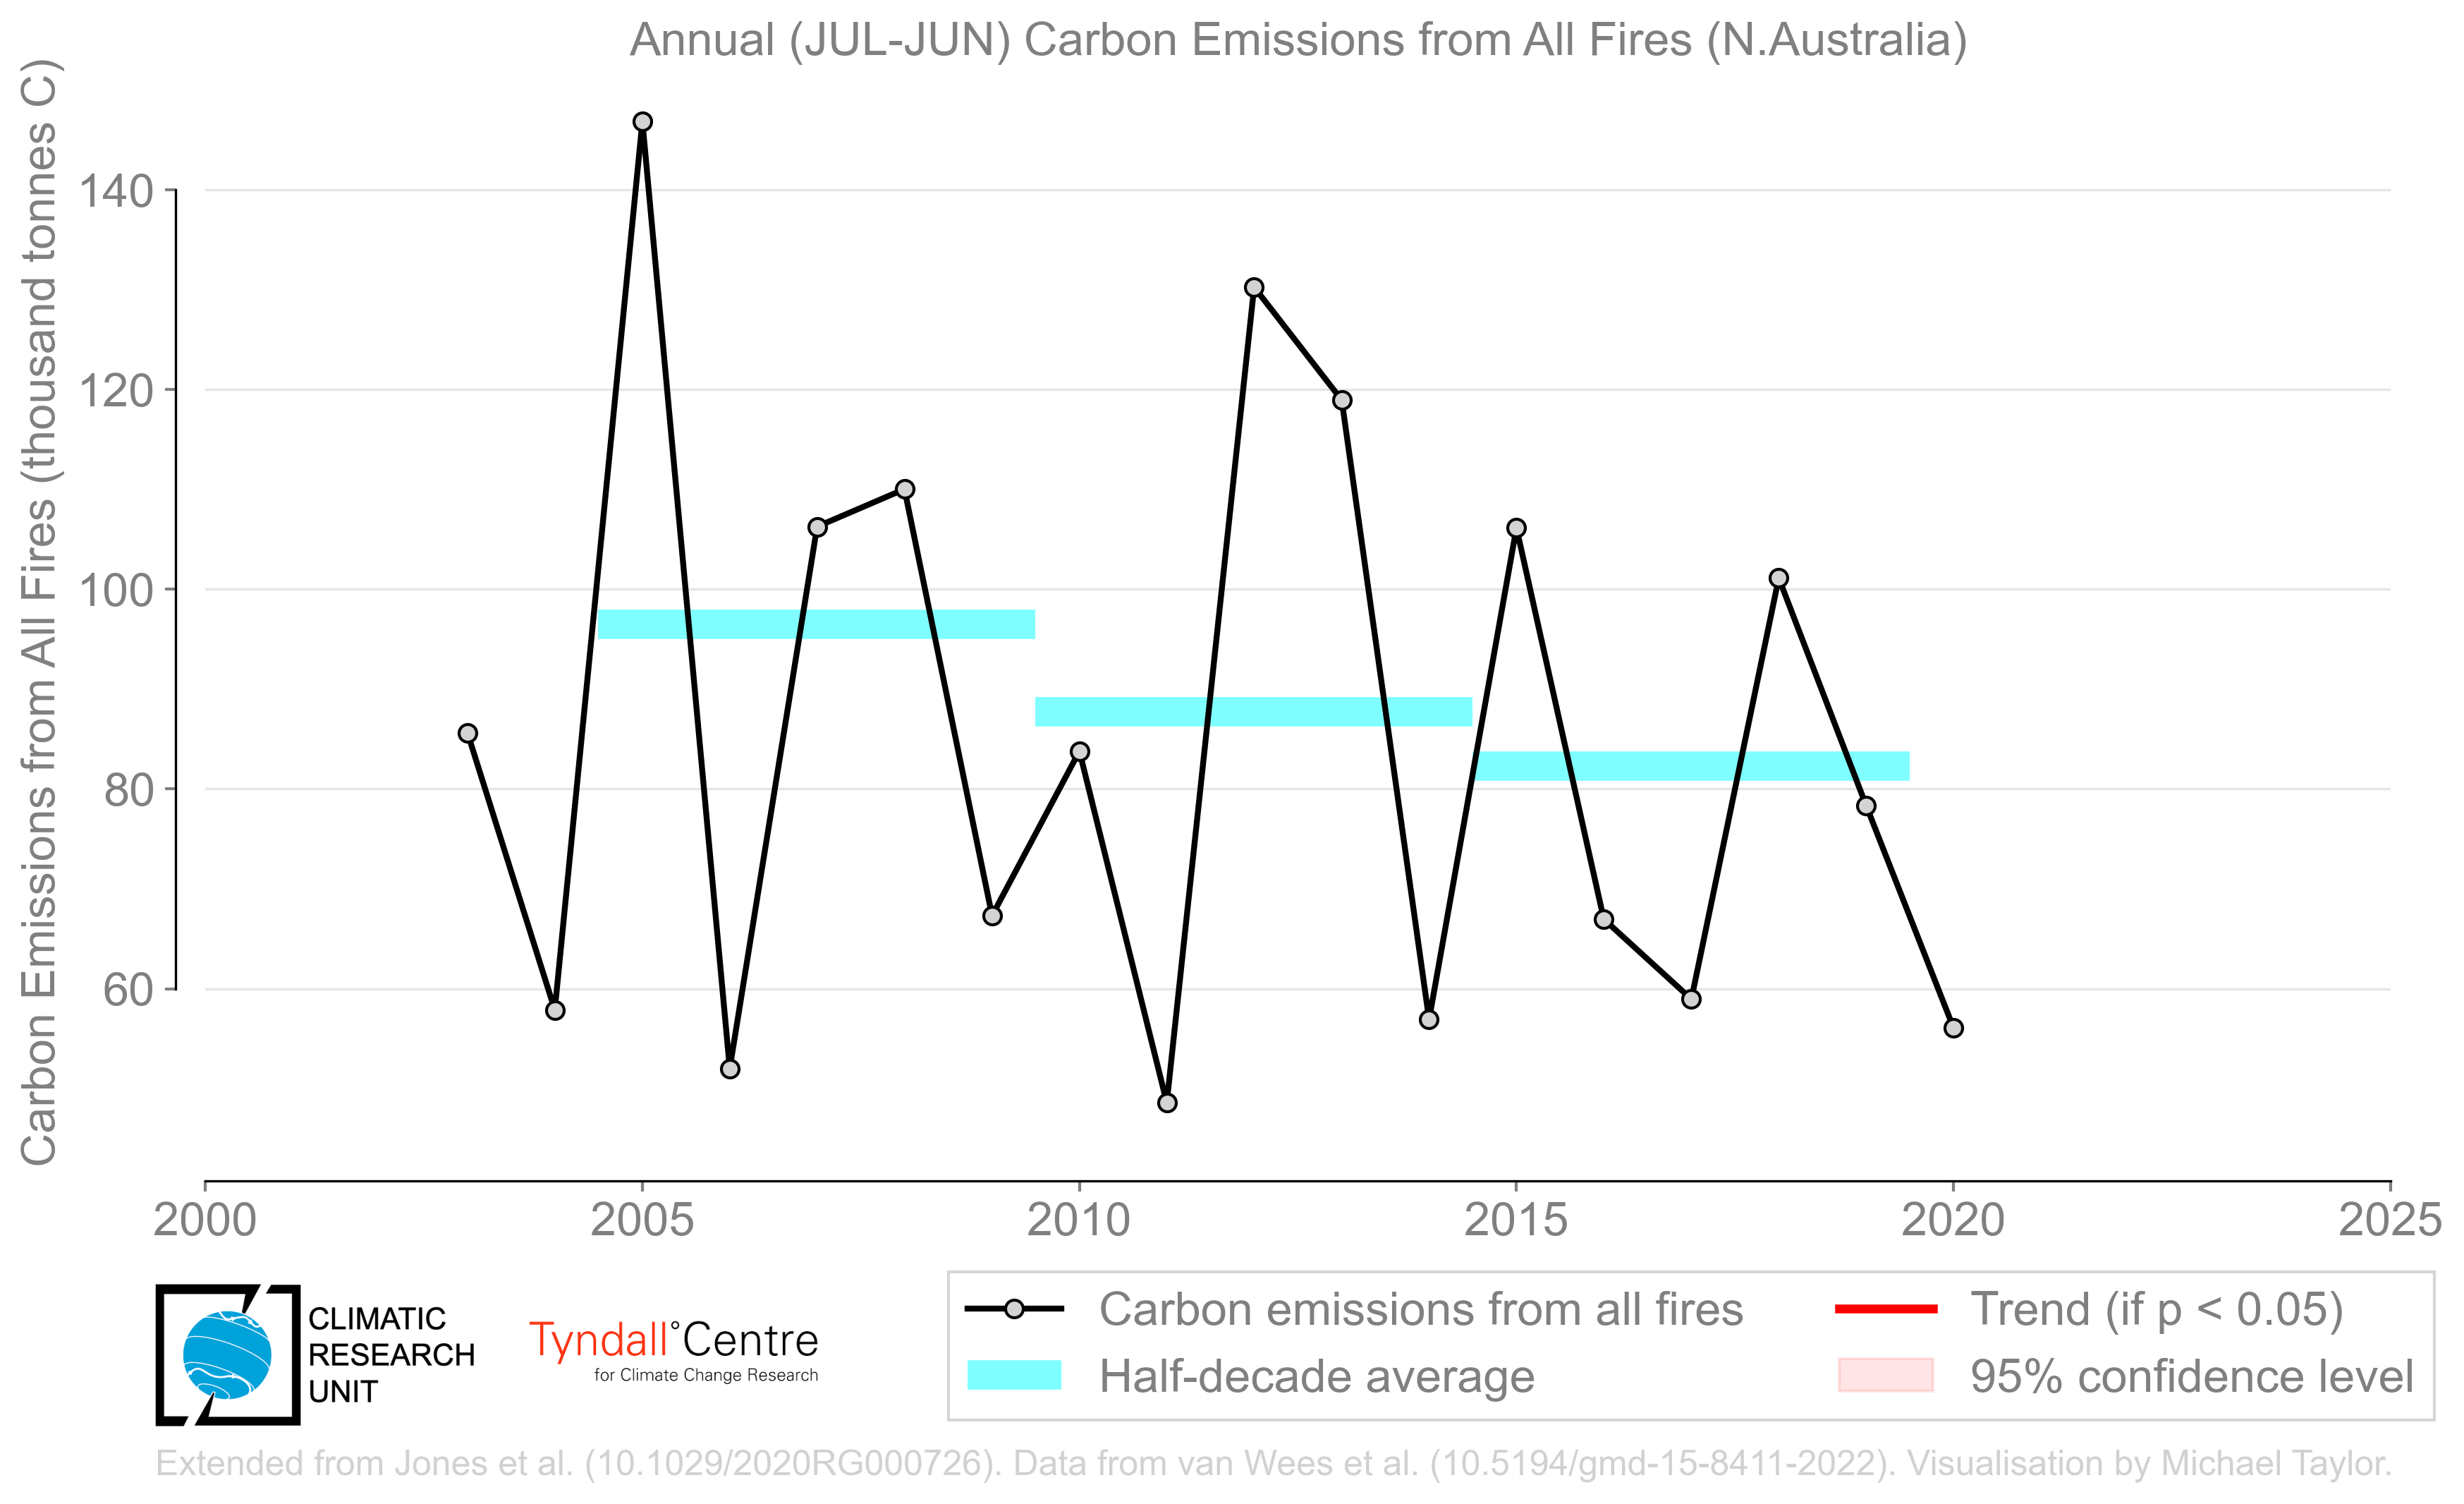 Annual (JUL-JUN) Carbon Emissions from All Fires (N.Australia)
Carbon Emissions from All Fires (thousand tonnes C)
140
120
100
80
60
2000 2005 2010 2015 2020 2025
CLIMATIC
RESEARCH
UNIT
Tyndall°Centre
for Climate Change Research
Carbon emissions from all fires
Half-decade average
Trend (if p < 0.05)
95% confidence level
Extended from Jones et al. (10.1029/2020RG000726). Data from van Wees et al. (10.5194/gmd-15-8411-2022). Visualisation by Michael Taylor.